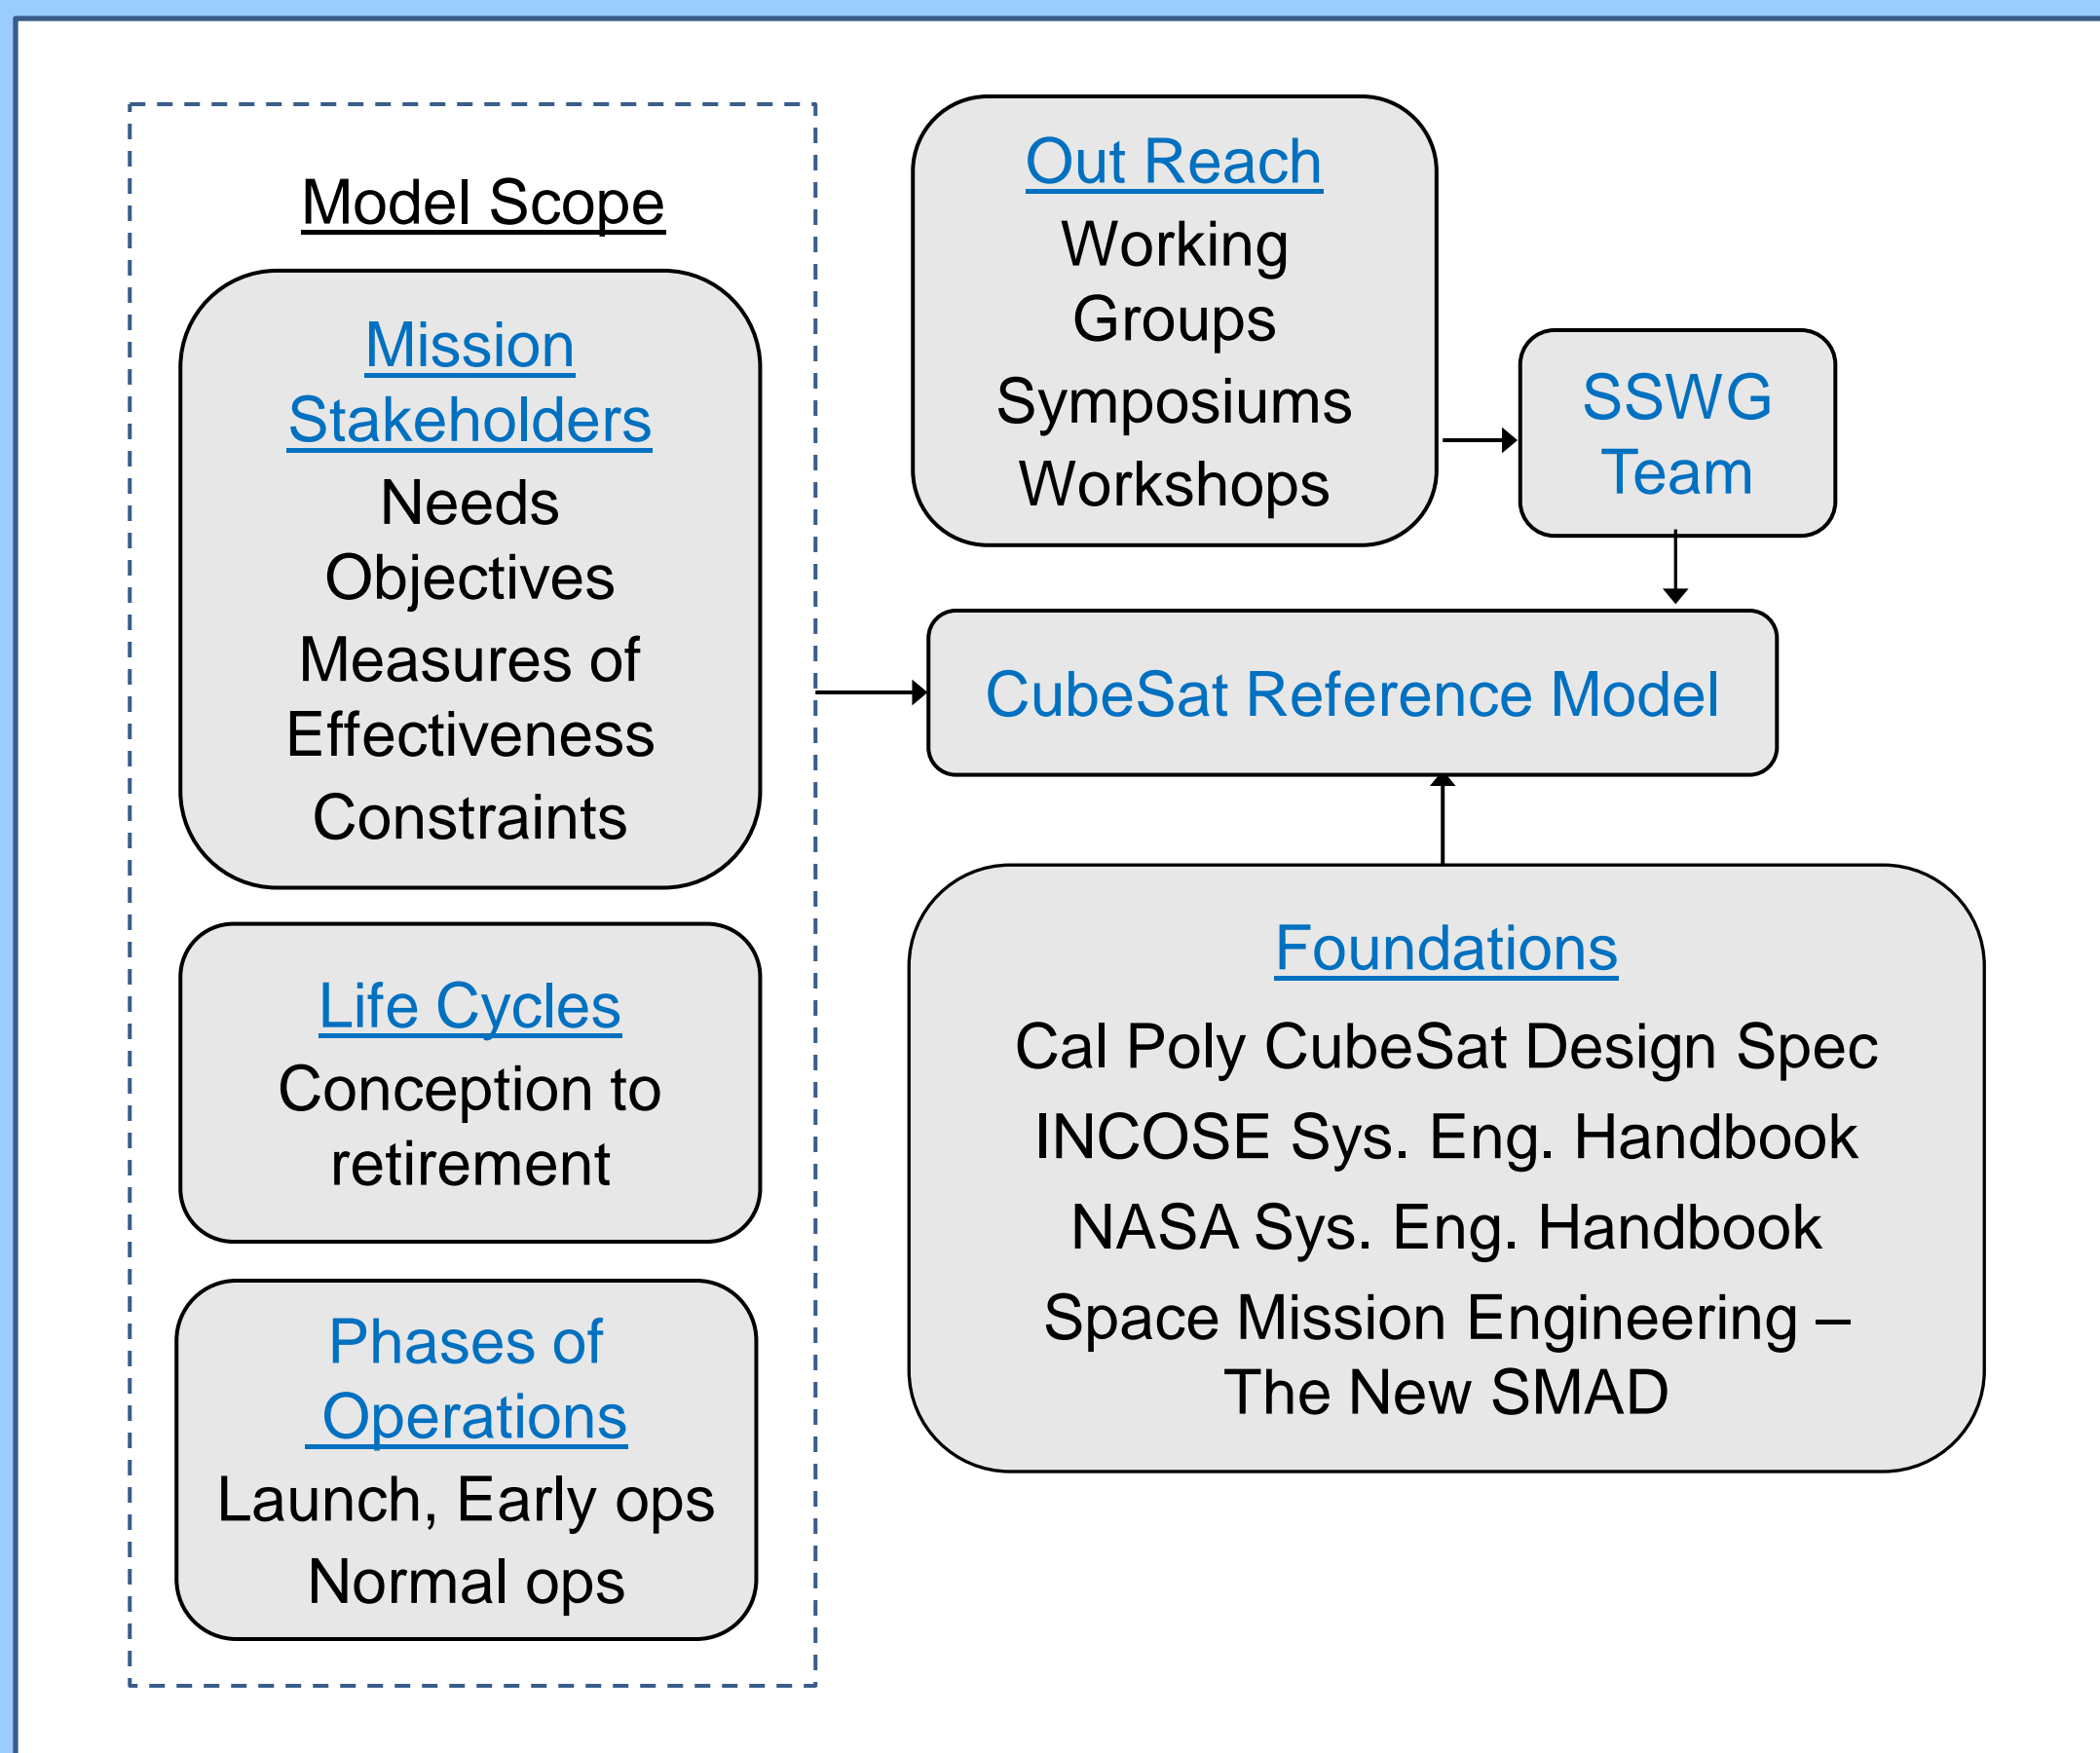 Model Scope
Mission
Stakeholders
Needs
Objectives
Measures of
Effectiveness
Constraints
Life Cycles
Conception to
retirement
Phases of
Operations
Launch, Early ops
Normal ops
Out Reach
Working
Groups
Symposiums
Workshops
SSWG
Team
CubeSat Reference Model
Foundations
Cal Poly CubeSat Design Spec
INCOSE Sys. Eng. Handbook
NASA Sys. Eng. Handbook
Space Mission Engineering –
The New SMAD